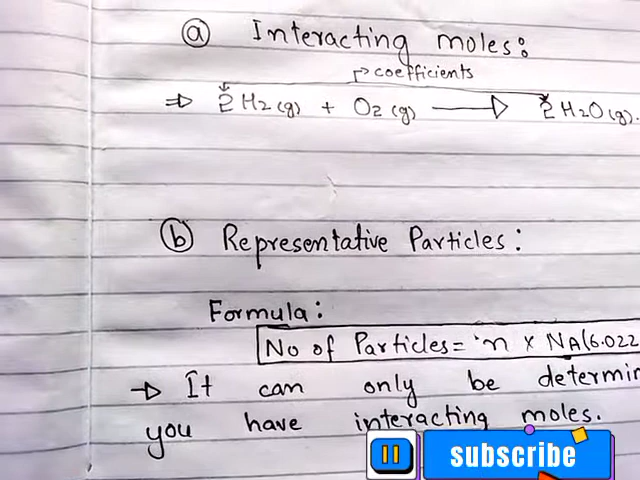 ⓐ Interacting moles:
coefficients
⇒ 2H2(g) + O2(g) → 2H2O(g).
ⓑ Representative Particles:
Formula:
No of Particles = n x NA(6.022
→ It can only be determin
you have interacting moles.
subscribe